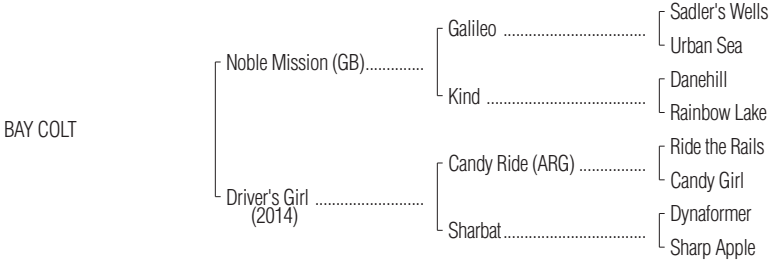 Sadler's Wells
Galileo ..................................
Urban Sea
Noble Mission (GB)..............
Danehill
Kind ......................................
Rainbow Lake
BAY COLT
Ride the Rails
Candy Ride (ARG) ................
Candy Girl
Driver's Girl ..........................
(2014)
Dynaformer
Sharbat..................................
Sharp Apple